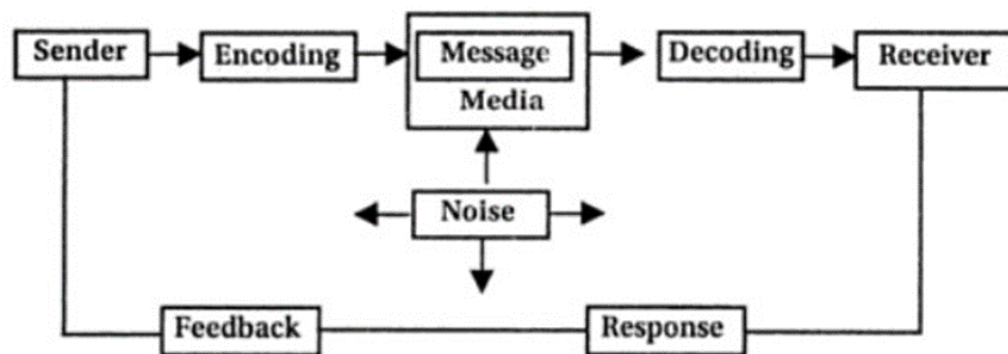 Sender
Encoding
Message
Media
Decoding
Receiver
Noise
Feedback
Response